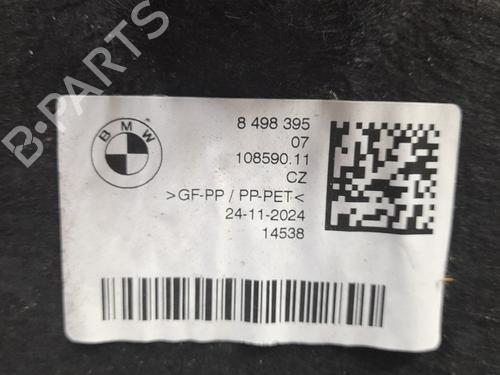 B-PARTS
BMW
8 498 395
07
108590.11
CZ
>GF-PP / PP-PET<
24-11-2024
14538